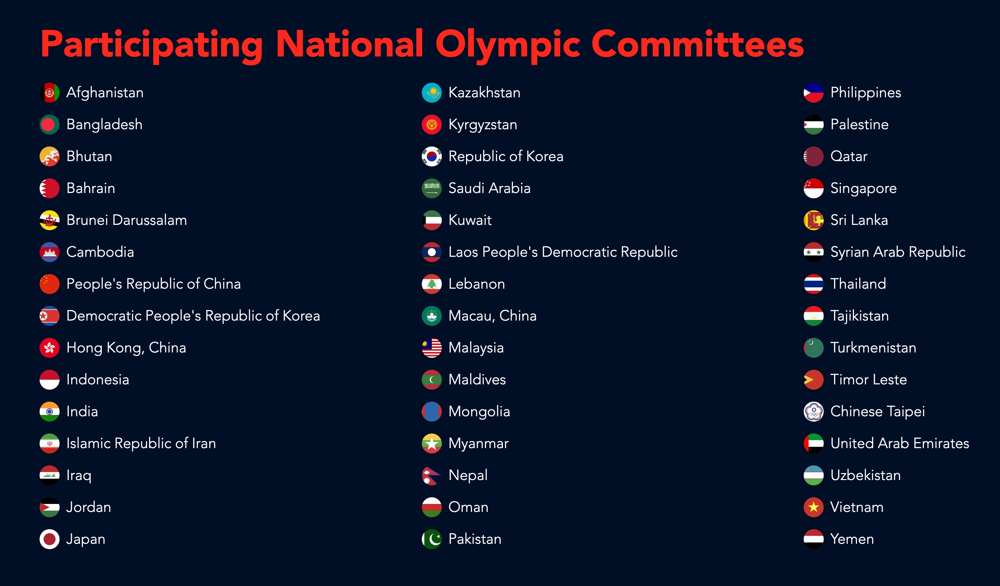 Participating National Olympic Committees
Afghanistan
Bangladesh
Bhutan
Bahrain
Brunei Darussalam
Cambodia
People's Republic of China
Democratic People's Republic of Korea
Hong Kong, China
Indonesia
India
Islamic Republic of Iran
Iraq
Jordan
Japan
Kazakhstan
Kyrgyzstan
Republic of Korea
Saudi Arabia
Kuwait
Laos People's Democratic Republic
Lebanon
Macau, China
Malaysia
Maldives
Mongolia
Myanmar
Nepal
Oman
Pakistan
Philippines
Palestine
Qatar
Singapore
Sri Lanka
Syrian Arab Republic
Thailand
Tajikistan
Turkmenistan
Timor Leste
Chinese Taipei
United Arab Emirates
Uzbekistan
Vietnam
Yemen